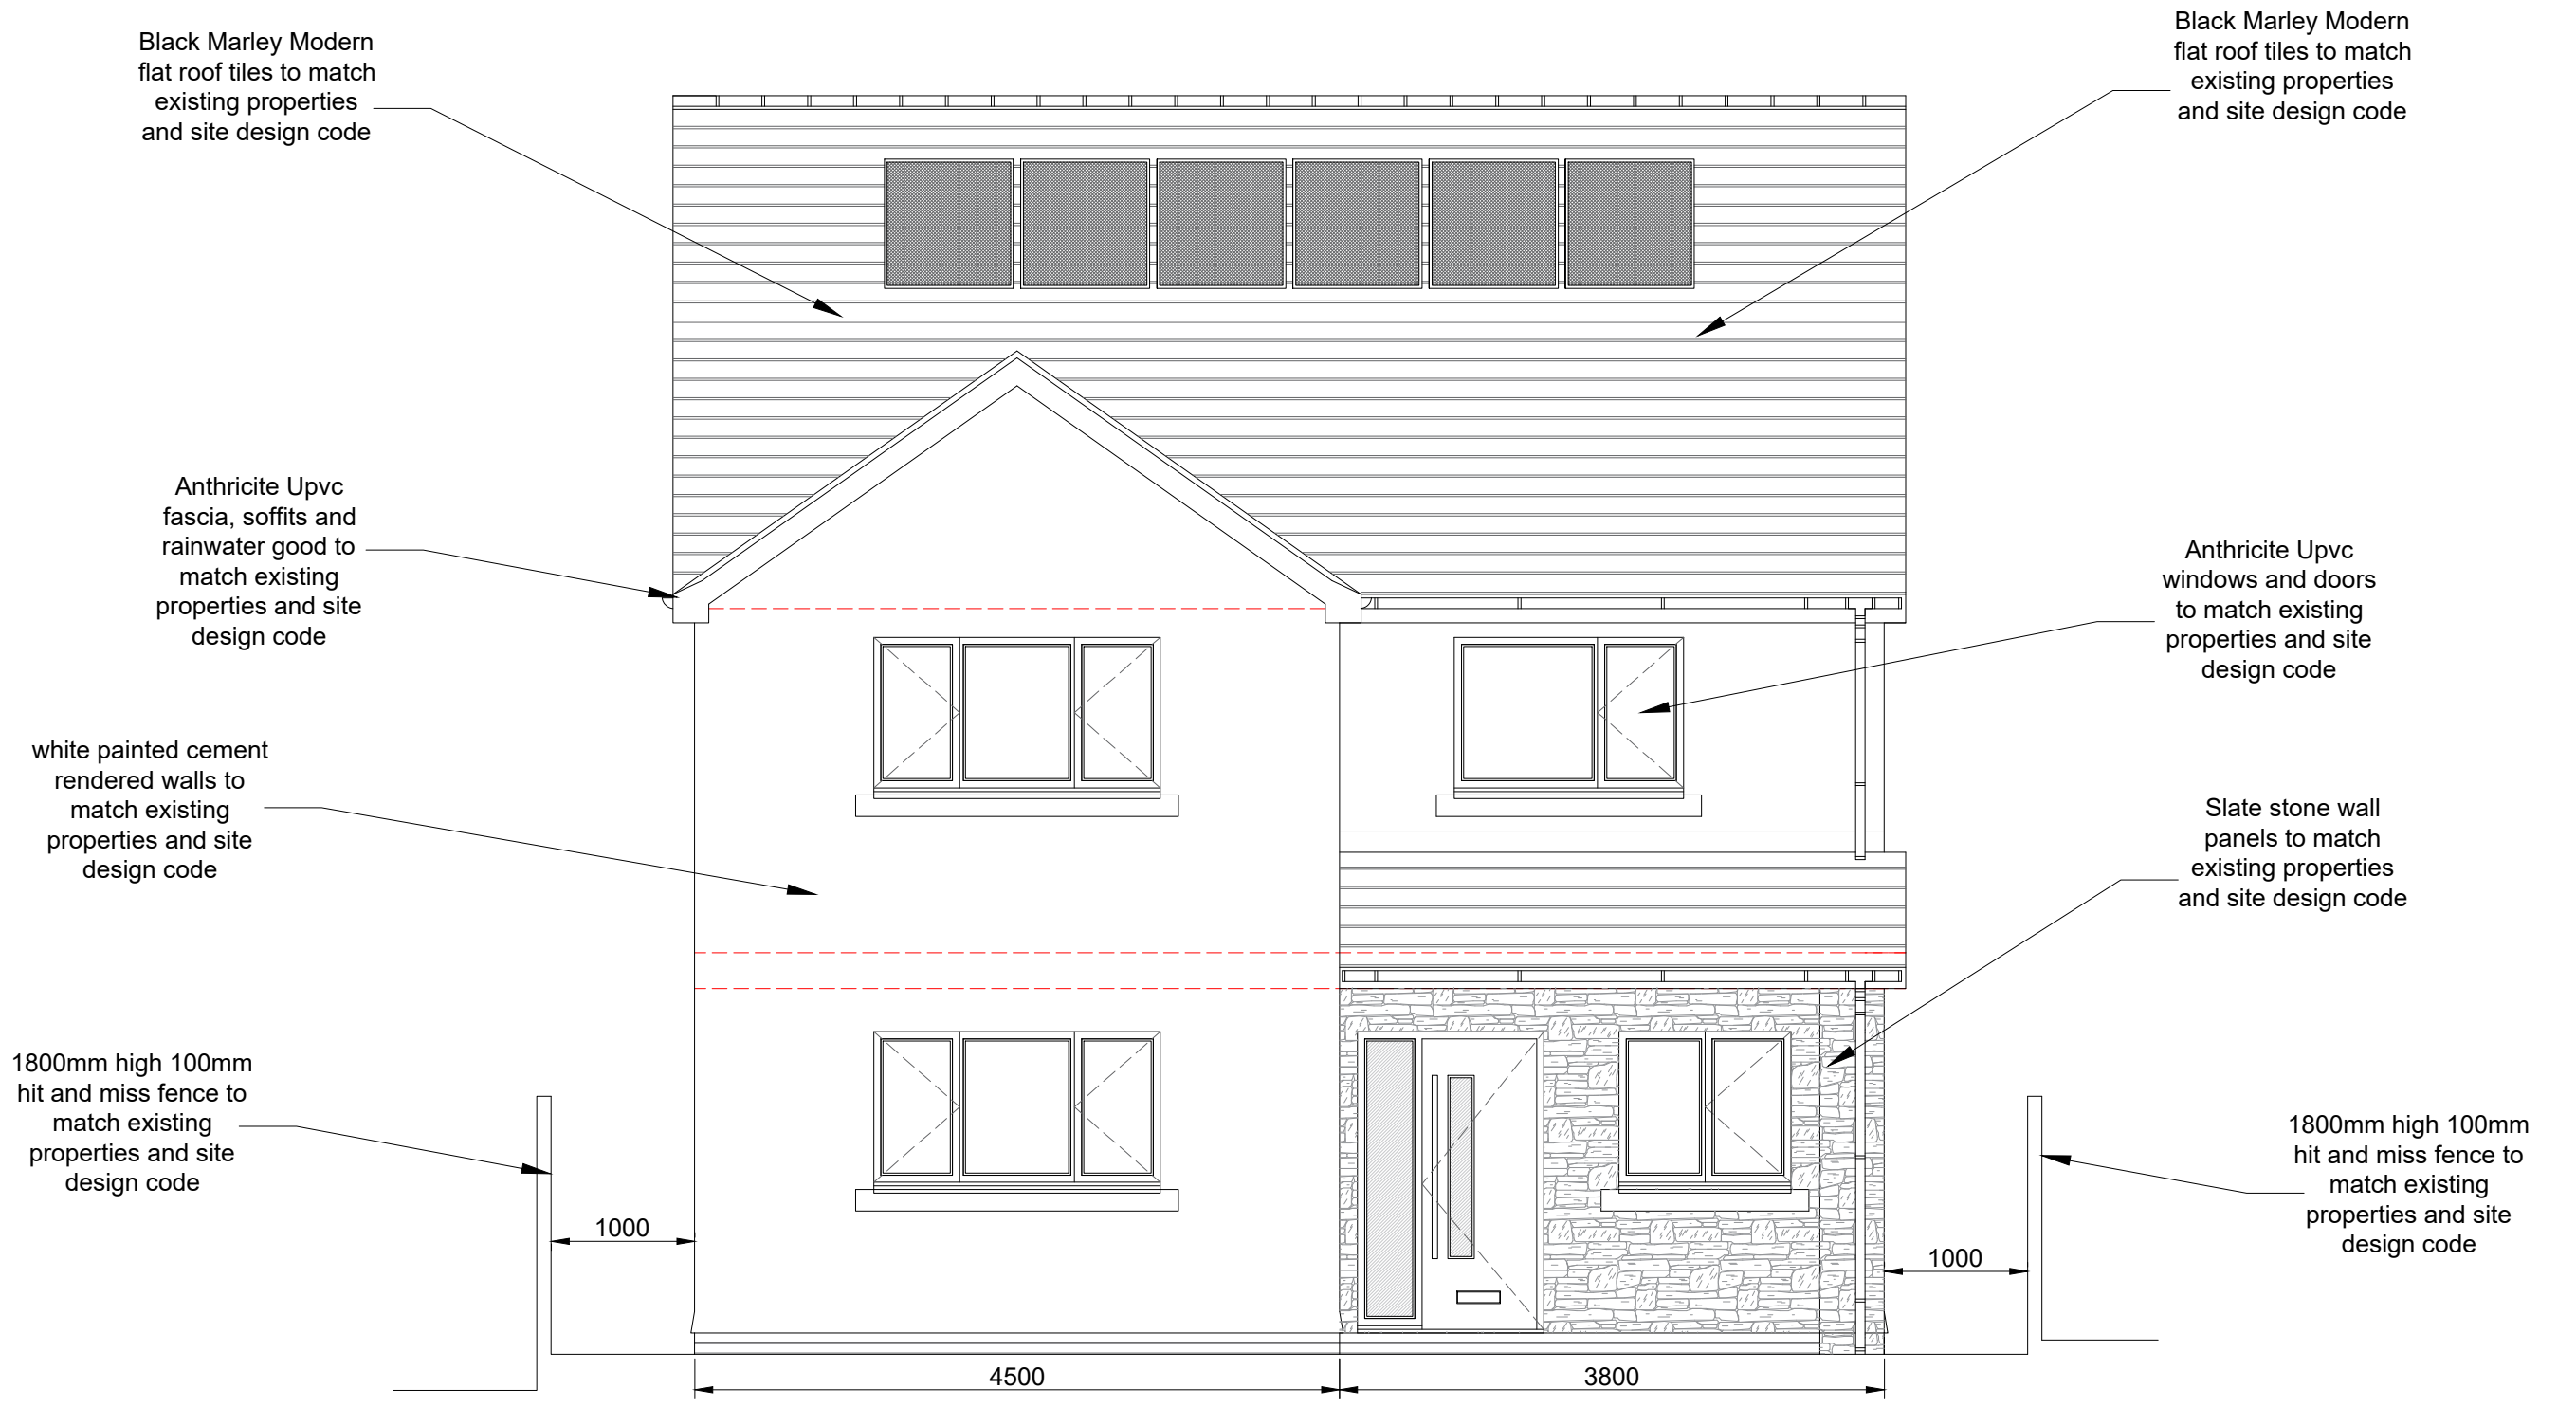 Black Marley Modern
flat roof tiles to match
existing properties
and site design code
Black Marley Modern
flat roof tiles to match
existing properties
and site design code
Anthricite Upvc
fascia, soffits and
rainwater good to
match existing
properties and site
design code
Anthricite Upvc
windows and doors
to match existing
properties and site
design code
white painted cement
rendered walls to
match existing
properties and site
design code
Slate stone wall
panels to match
existing properties
and site design code
1800mm high 100mm
hit and miss fence to
match existing
properties and site
design code
1800mm high 100mm
hit and miss fence to
match existing
properties and site
design code
1000
1000
4500
3800